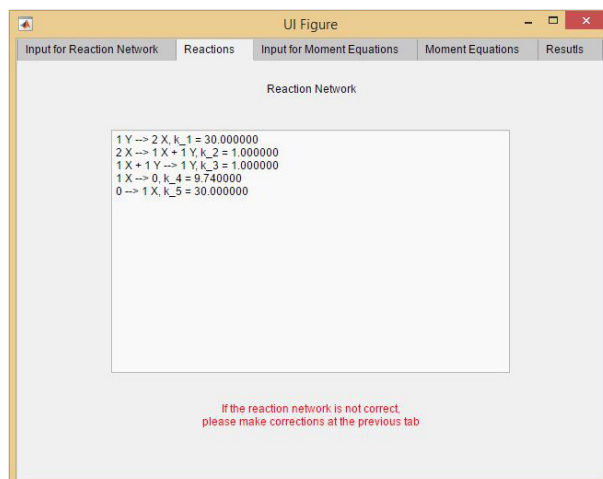 UI Figure
Input for Reaction Network Reactions Input for Moment Equations Moment Equations Resutls
Reaction Network
1 Y --> 2 X, k_1 = 30.000000
2 X --> 1 X + 1 Y, k_2 = 1.000000
1 X + 1 Y --> 1 Y, k_3 = 1.000000
1 X --> 0, k_4 = 9.740000
0 --> 1 X, k_5 = 30.000000
If the reaction network is not correct,
please make corrections at the previous tab